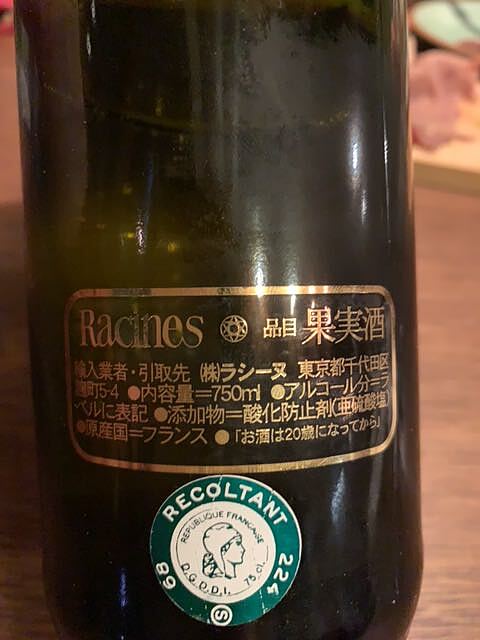 Racines 品目 果実酒
輸入業者・引取先 ㈱ラシーヌ 東京都千代田区
麹町5-4 ●内容量=750ml ●アルコール分=ラ
ベルに表記 ●添加物=酸化防止剤(亜硫酸塩)
●原産国=フランス ●「お酒は20歳になってから」
RECOLTANT
REPUBLIQUE FRANCAISE
68
224
D.G.D.D.I. 75 cl.
S